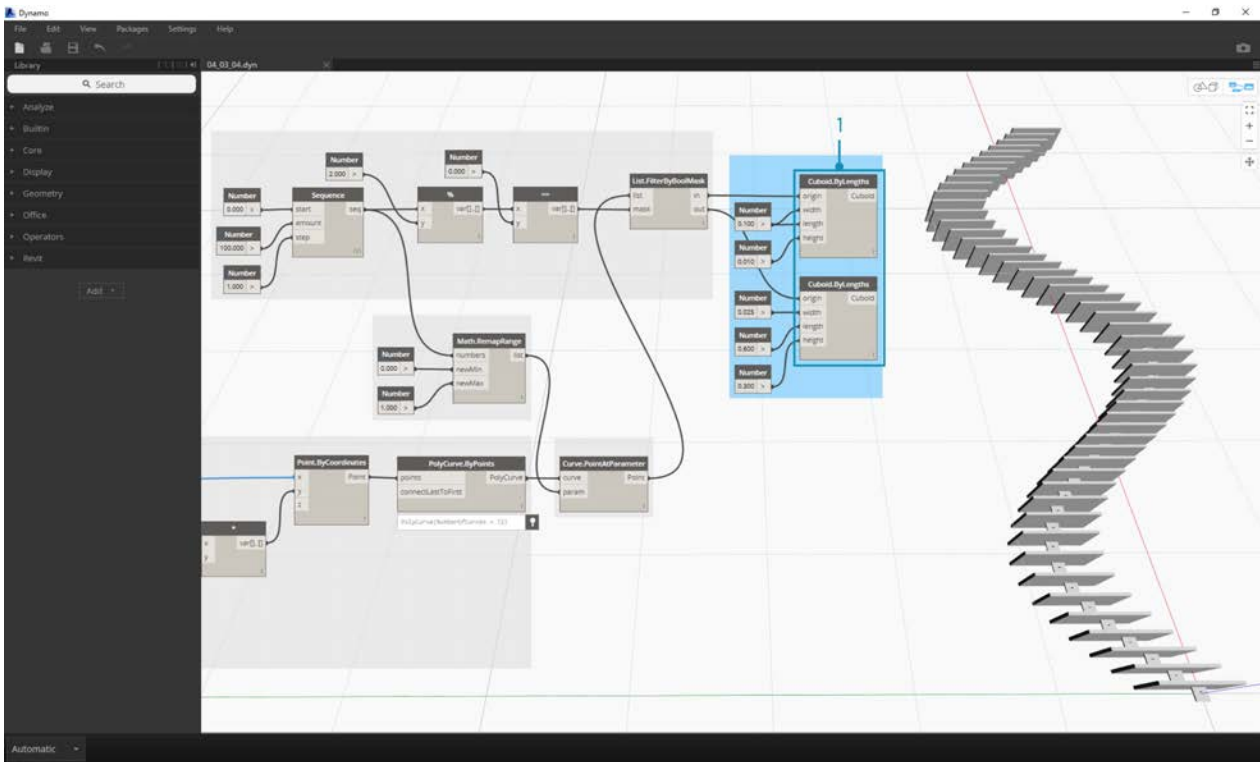 Dynamo
File Edit View Packages Settings Help
Library
04_03_04.dyn
Search
Analyze
BuiltIn
Core
Display
Geometry
Office
Operators
Revit
Add
1
Number
2.000 >
Number
0.000 >
Number
0.000
Number
100.000 >
Number
1.000 >
Sequence
start seq
amount
step
%
x var[]..[]
y
==
x var[]..[]
y
List.FilterByBoolMask
list in
mask out
Number
0.100 >
Number
0.010 >
Cuboid.ByLengths
origin Cuboid
width
length
height
Number
0.025 >
Number
0.600 >
Number
0.300 >
Cuboid.ByLengths
origin Cuboid
width
length
height
Number
0.000 >
Number
1.000 >
Math.RemapRange
numbers list
newMin
newMax
Point.ByCoordinates
x Point
y
z
PolyCurve.ByPoints
points PolyCurve
connectLastToFirst
Curve.PointAtParameter
curve Point
param
x var[]..[]
y
Automatic